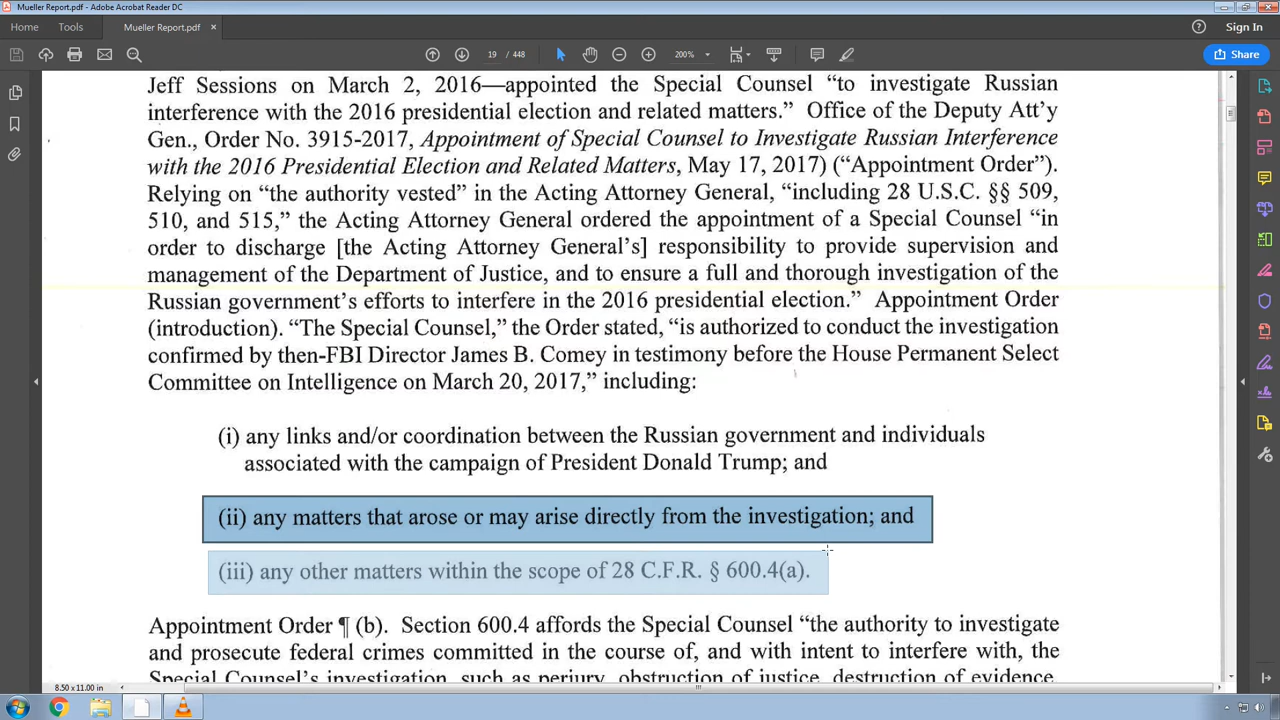 Mueller Report.pdf - Adobe Acrobat Reader DC
Home Tools Mueller Report.pdf × Sign In
19 / 448 200% Share
Jeff Sessions on March 2, 2016—appointed the Special Counsel “to investigate Russian
interference with the 2016 presidential election and related matters.” Office of the Deputy Att’y
Gen., Order No. 3915-2017, Appointment of Special Counsel to Investigate Russian Interference
with the 2016 Presidential Election and Related Matters, May 17, 2017) (“Appointment Order”).
Relying on “the authority vested” in the Acting Attorney General, “including 28 U.S.C. §§ 509,
510, and 515,” the Acting Attorney General ordered the appointment of a Special Counsel “in
order to discharge [the Acting Attorney General’s] responsibility to provide supervision and
management of the Department of Justice, and to ensure a full and thorough investigation of the
Russian government’s efforts to interfere in the 2016 presidential election.” Appointment Order
(introduction). “The Special Counsel,” the Order stated, “is authorized to conduct the investigation
confirmed by then-FBI Director James B. Comey in testimony before the House Permanent Select
Committee on Intelligence on March 20, 2017,” including:
(i) any links and/or coordination between the Russian government and individuals
associated with the campaign of President Donald Trump; and
(ii) any matters that arose or may arise directly from the investigation; and
(iii) any other matters within the scope of 28 C.F.R. § 600.4(a).
Appointment Order ¶ (b). Section 600.4 affords the Special Counsel “the authority to investigate
and prosecute federal crimes committed in the course of, and with intent to interfere with, the
Special Counsel’s investigation, such as perjury, obstruction of justice, destruction of evidence,
8.50 x 11.00 in